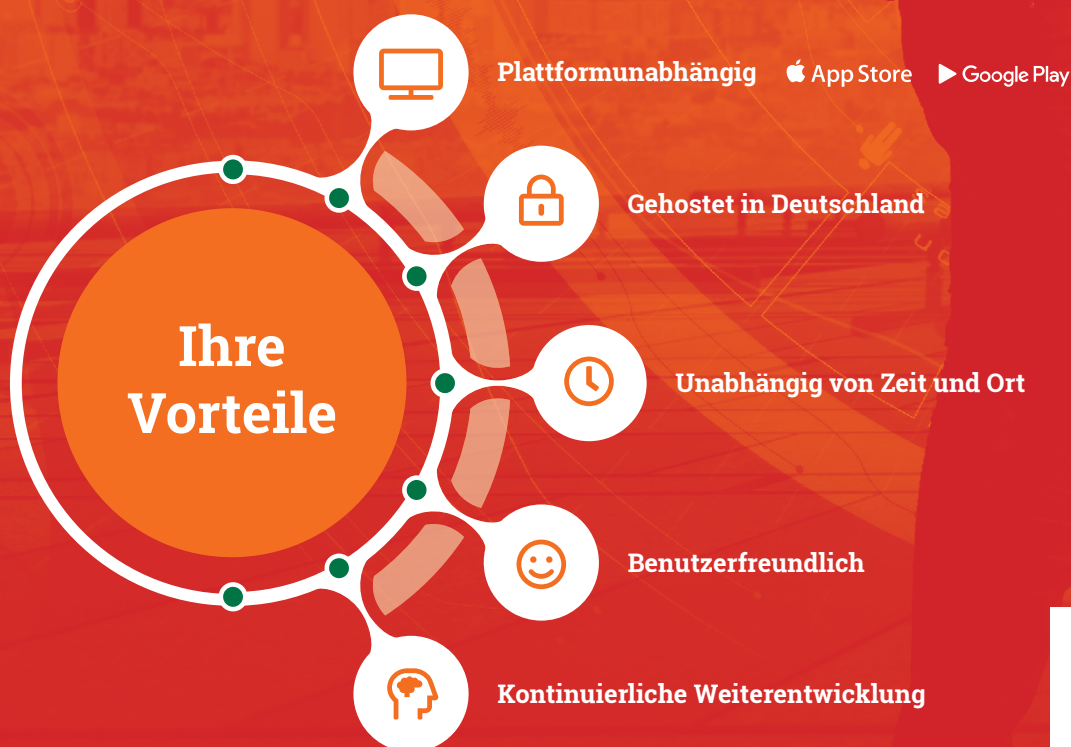 Plattformunabhängig App Store Google Play
Gehostet in Deutschland
Ihre
Vorteile
Unabhängig von Zeit und Ort
Benutzerfreundlich
Kontinuierliche Weiterentwicklung